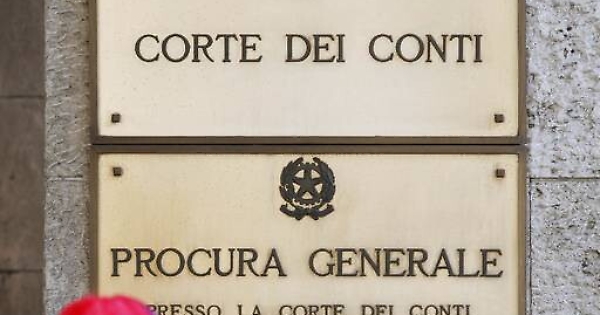 CORTE DEI CONTI
PROCURA GENERALE
PRESSO LA CORTE DEI CONTI